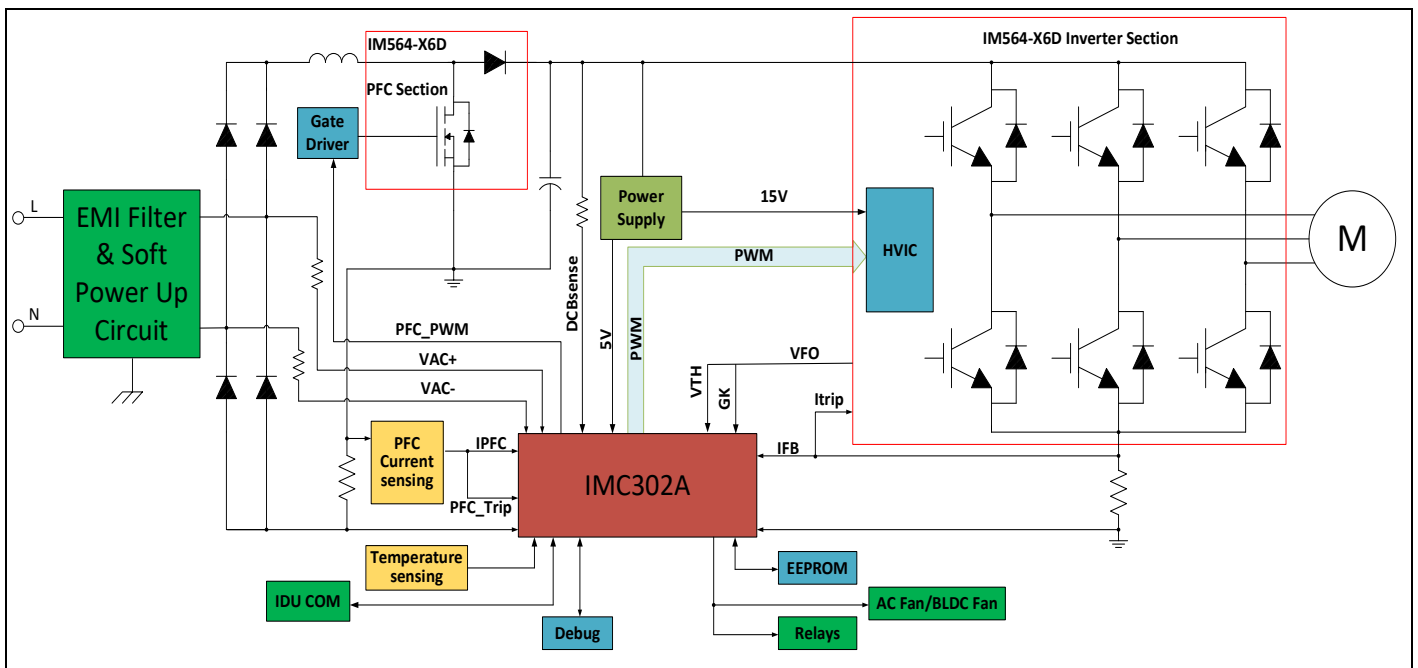 IM564-X6D
PFC Section
IM564-X6D Inverter Section
Gate
Driver
L
N
EMI Filter
& Soft
Power Up
Circuit
Power
Supply
15V
HVIC
PWM
M
DCBsense
5V
PWM
PFC_PWM
VAC+
VAC-
VFO
VTH
GK
Itrip
PFC
Current
sensing
IPFC
PFC_Trip
IMC302A
IFB
Temperature
sensing
IDU COM
Debug
EEPROM
AC Fan/BLDC Fan
Relays